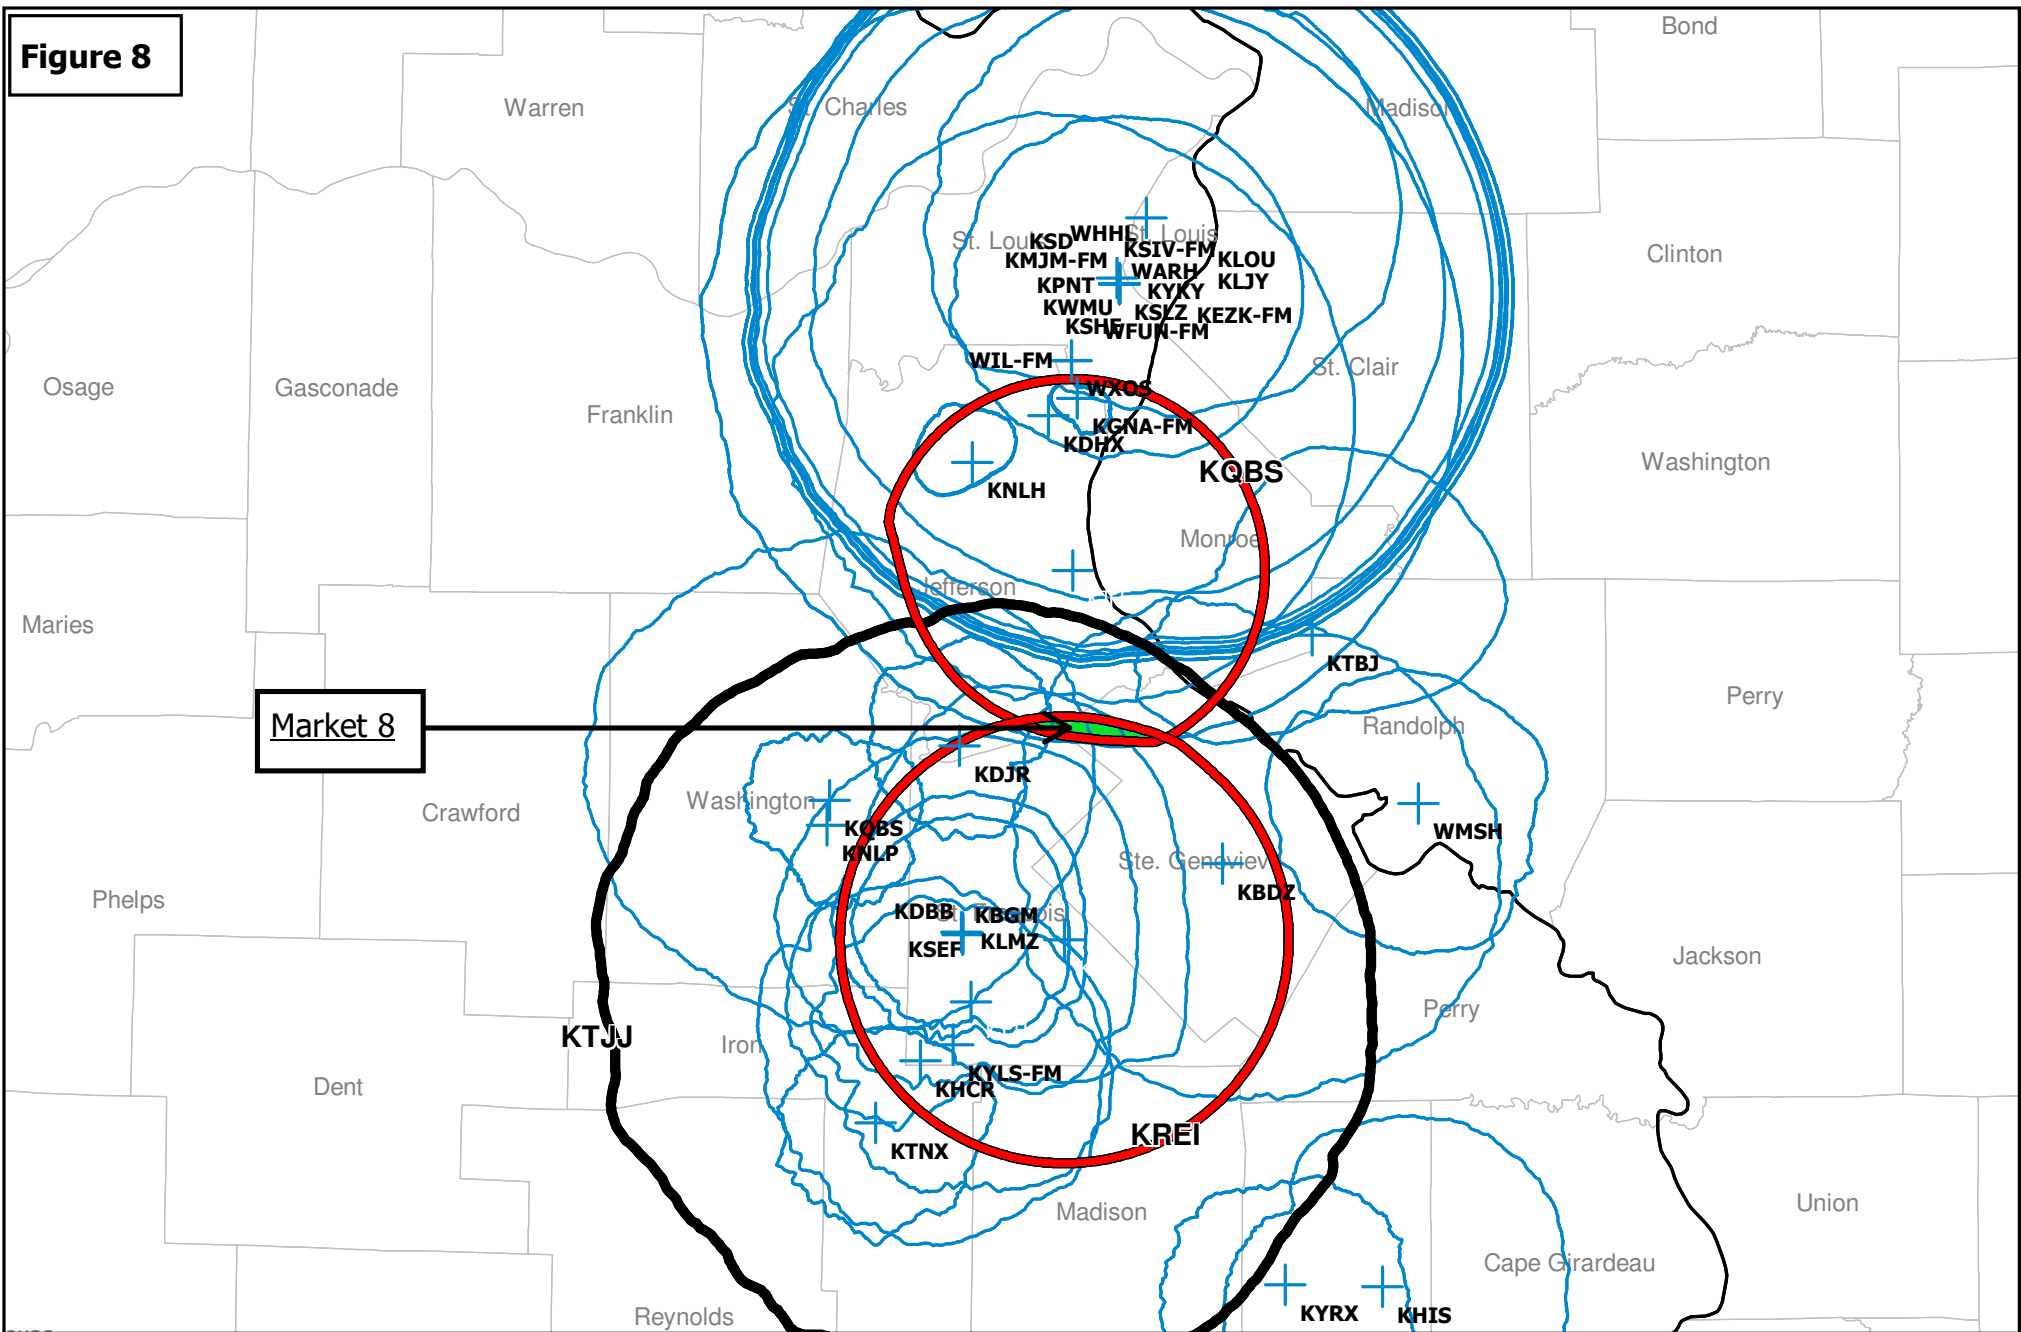 Figure 8
Bond
Warren
St. Charles
Madison
St. Louis
St. Louis
KSD
WHHL
KSIV-FM
KLOU
KMJM-FM
WARH
KLJY
KPNT
KYKY
KWMU
KSLZ
KEZK-FM
KSHE
WFUN-FM
Clinton
WIL-FM
WXOS
St. Clair
Osage
Gasconade
Franklin
KGNA-FM
KDHX
KQBS
Washington
KNLH
Monroe
Jefferson
Maries
KTBJ
Perry
Market 8
Randolph
KDJR
Washington
Crawford
KQBS
KNLP
WMSH
Ste. Genevieve
KBDZ
Phelps
KDBB
KBGM
St. Francois
KSEF
KLMZ
Jackson
Perry
KTJJ
Iron
KYLS-FM
KHCR
Dent
KREI
KTNX
Madison
Union
Cape Girardeau
Reynolds
KYRX
KHIS